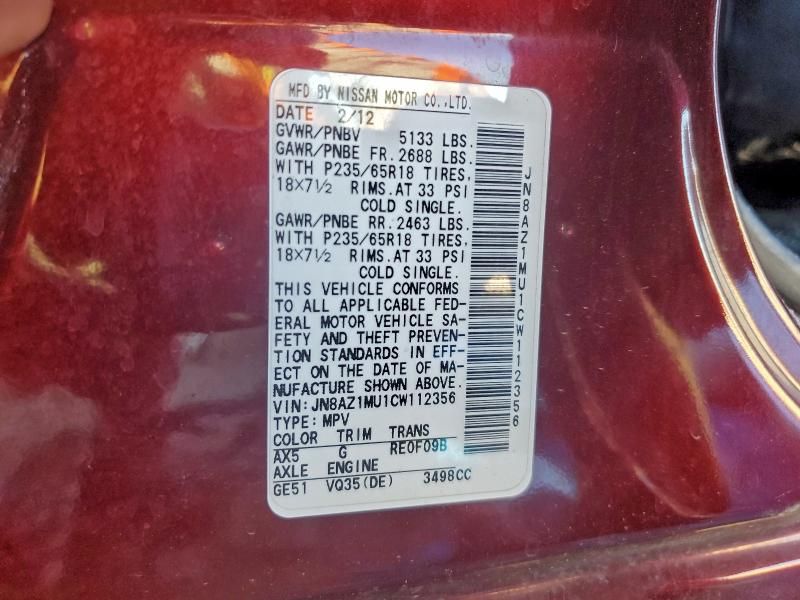 MFD BY NISSAN MOTOR CO.,LTD.
DATE 2/12
GVWR/PNBV 5133 LBS.
GAWR/PNBE FR. 2688 LBS.
WITH P235/65R18 TIRES,
18×7½ RIMS. AT 33 PSI
COLD SINGLE.
GAWR/PNBE RR. 2463 LBS.
WITH P235/65R18 TIRES,
18×7½ RIMS. AT 33 PSI
COLD SINGLE.
THIS VEHICLE CONFORMS
TO ALL APPLICABLE FED-
ERAL MOTOR VEHICLE SA-
FETY AND THEFT PREVEN-
TION STANDARDS IN EFF-
ECT ON THE DATE OF MA-
NUFACTURE SHOWN ABOVE.
VIN: JN8AZ1MU1CW112356
TYPE: MPV
COLOR TRIM TRANS
AX5 G RE0F09B
AXLE ENGINE
GE51 VQ35(DE) 3498CC
JN8AZ1MU1CW112356